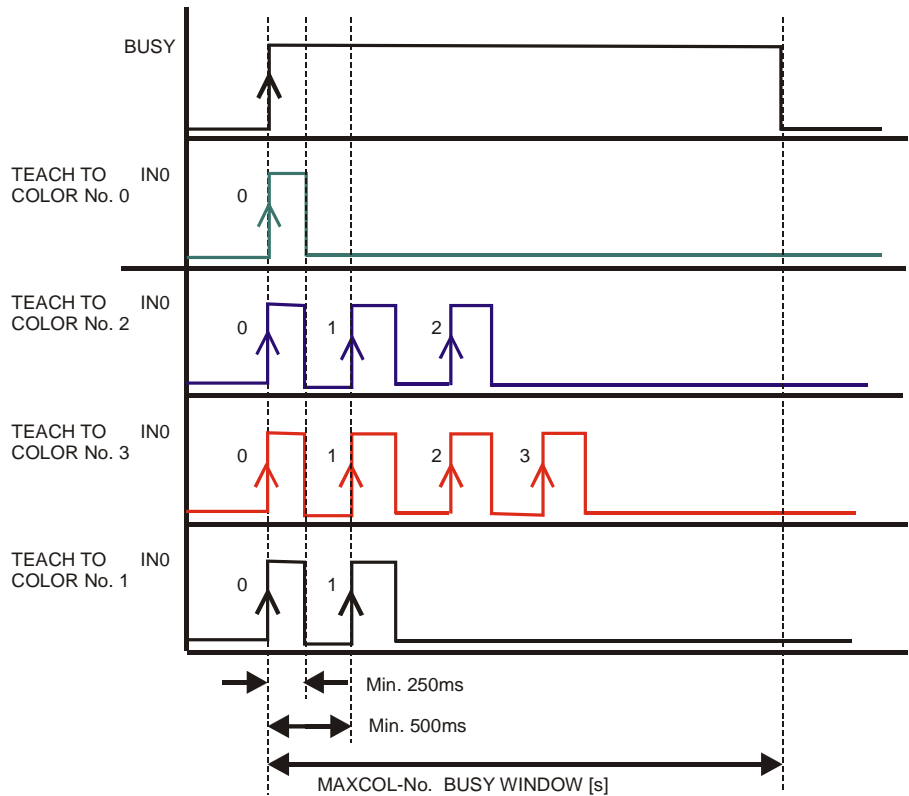 BUSY
TEACH TO IN0
COLOR No. 0
0
TEACH TO IN0
COLOR No. 2
0 1 2
TEACH TO IN0
COLOR No. 3
0 1 2 3
TEACH TO IN0
COLOR No. 1
0 1
Min. 250ms
Min. 500ms
MAXCOL-No. BUSY WINDOW [s]